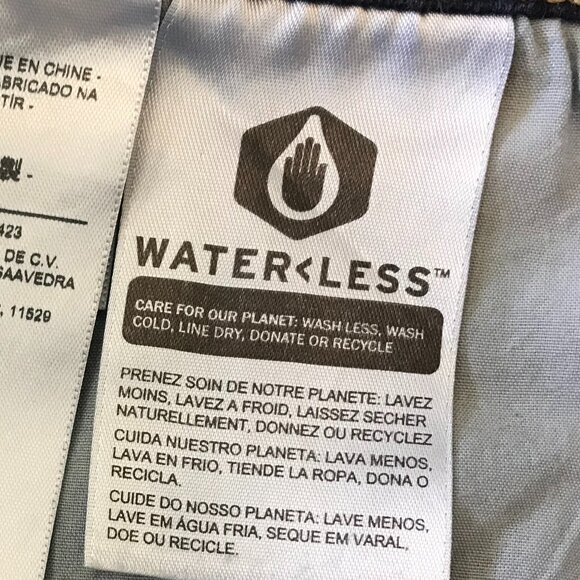 EN CHINE -
FABRICADO NA
423
DE C.V.
SAAVEDRA
, 11529
WATER<LESS™
CARE FOR OUR PLANET: WASH LESS, WASH
COLD, LINE DRY, DONATE OR RECYCLE
PRENEZ SOIN DE NOTRE PLANETE: LAVEZ
MOINS, LAVEZ A FROID, LAISSEZ SECHER
NATURELLEMENT, DONNEZ OU RECYCLEZ
CUIDA NUESTRO PLANETA: LAVA MENOS,
LAVA EN FRIO, TIENDE LA ROPA, DONA O
RECICLA.
CUIDE DO NOSSO PLANETA: LAVE MENOS,
LAVE EM ÁGUA FRIA, SEQUE EM VARAL,
DOE OU RECICLE.